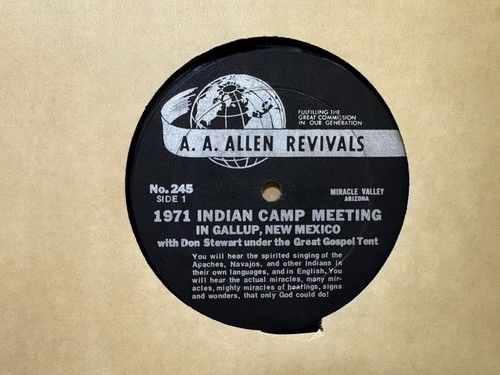 FULFILLING THE
GREAT COMMISSION
IN OUR GENERATION
A. A. ALLEN REVIVALS
No. 245
SIDE 1
MIRACLE VALLEY
ARIZONA
1971 INDIAN CAMP MEETING
IN GALLUP, NEW MEXICO
with Don Stewart under the Great Gospel Tent
You will hear the spirited singing of the
Apaches, Navajos, and other Indians in
their own languages, and in English. You
will hear the actual miracles, many mir-
acles, mighty miracles of healings, signs
and wonders, that only God could do!